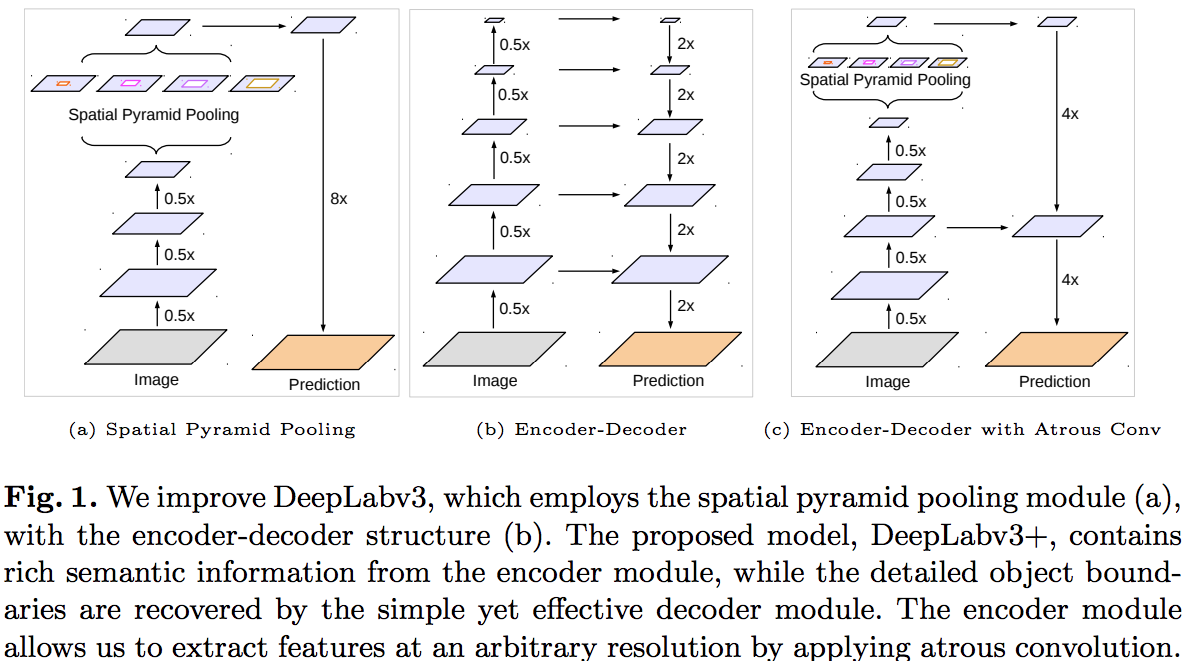 Spatial Pyramid Pooling
0.5x
0.5x
0.5x
8x
Image
Prediction
0.5x
0.5x
0.5x
0.5x
0.5x
2x
2x
2x
2x
2x
Image
Prediction
Spatial Pyramid Pooling
0.5x
0.5x
0.5x
0.5x
4x
4x
Image
Prediction
(a) Spatial Pyramid Pooling
(b) Encoder-Decoder
(c) Encoder-Decoder with Atrous Conv
Fig. 1. We improve DeepLabv3, which employs the spatial pyramid pooling module (a),
with the encoder-decoder structure (b). The proposed model, DeepLabv3+, contains
rich semantic information from the encoder module, while the detailed object bound-
aries are recovered by the simple yet effective decoder module. The encoder module
allows us to extract features at an arbitrary resolution by applying atrous convolution.